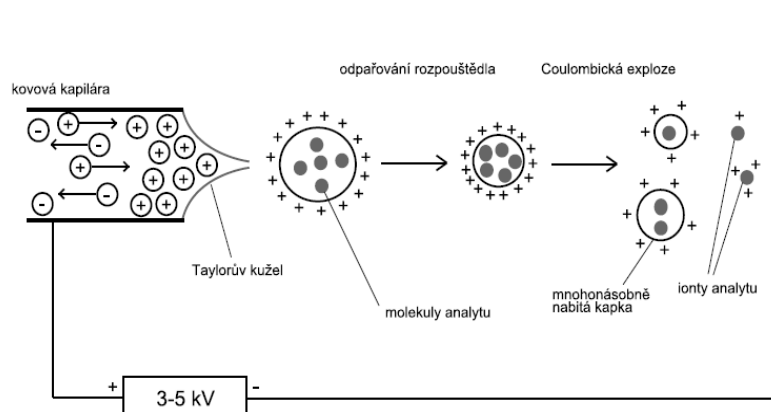 odpařování rozpouštědla
Coulombická exploze
kovová kapilára
Taylorův kužel
molekuly analytu
mnohonásobně
nabitá kapka
ionty analytu
+
3-5 kV
-